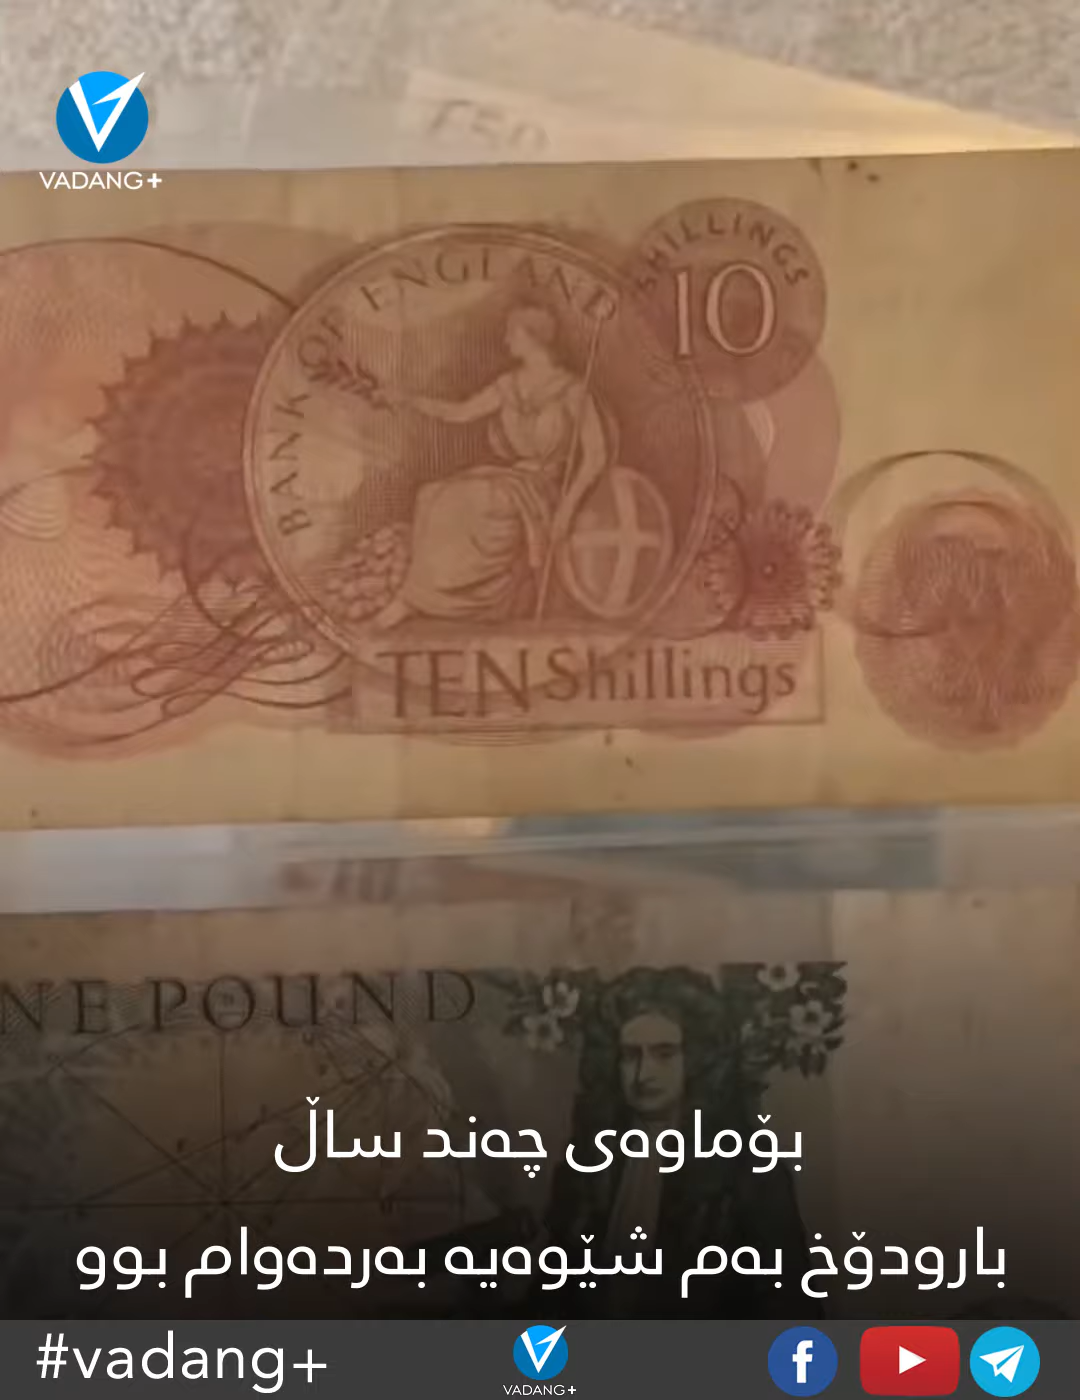 VADANG+
£50
BANK OF ENGLAND
SHILLINGS
10
TEN Shillings
NE POUND
بۆماوەی چەند ساڵ
بارودۆخ بەم شێوەیە بەردەوام بوو
#vadang+
VADANG+